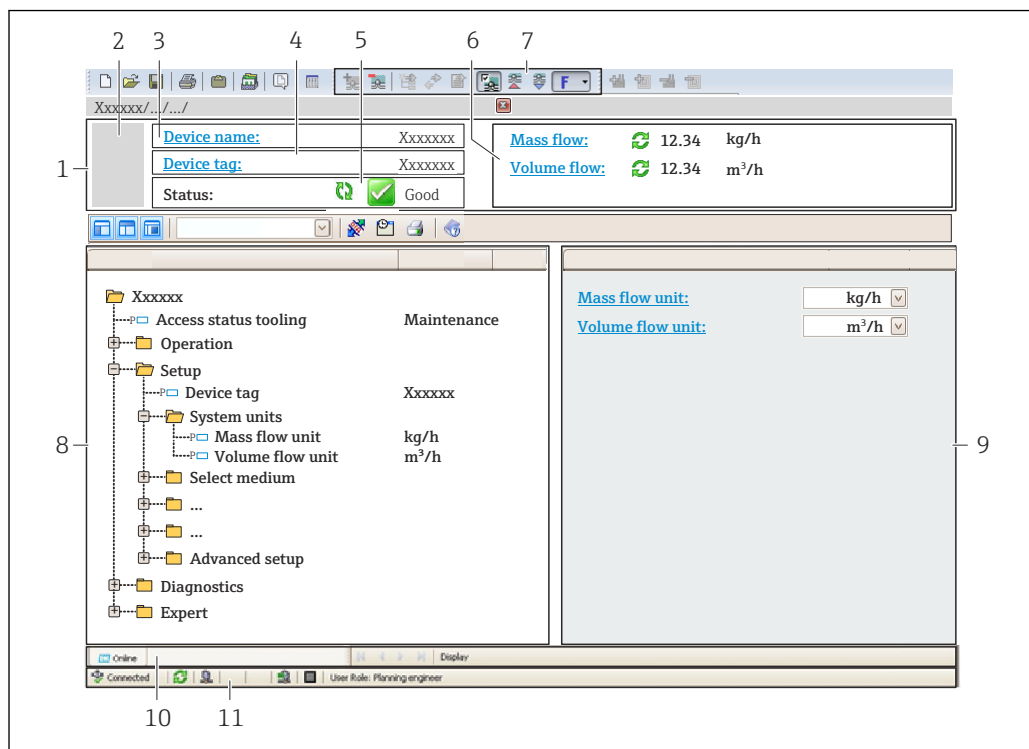 2 3 4 5 6 7
F
Xxxxxx/.../.../
1
Device name: Xxxxxxx
Device tag: Xxxxxxx
Status: Good
Mass flow: 12.34 kg/h
Volume flow: 12.34 m³/h
Xxxxxx
P Access status tooling Maintenance
Operation
Setup
P Device tag Xxxxxx
System units
P Mass flow unit kg/h
P Volume flow unit m³/h
Select medium
...
...
Advanced setup
Diagnostics
Expert
8
Mass flow unit: kg/h
Volume flow unit: m³/h
9
Online Display
Connected User Role: Planning engineer
10 11